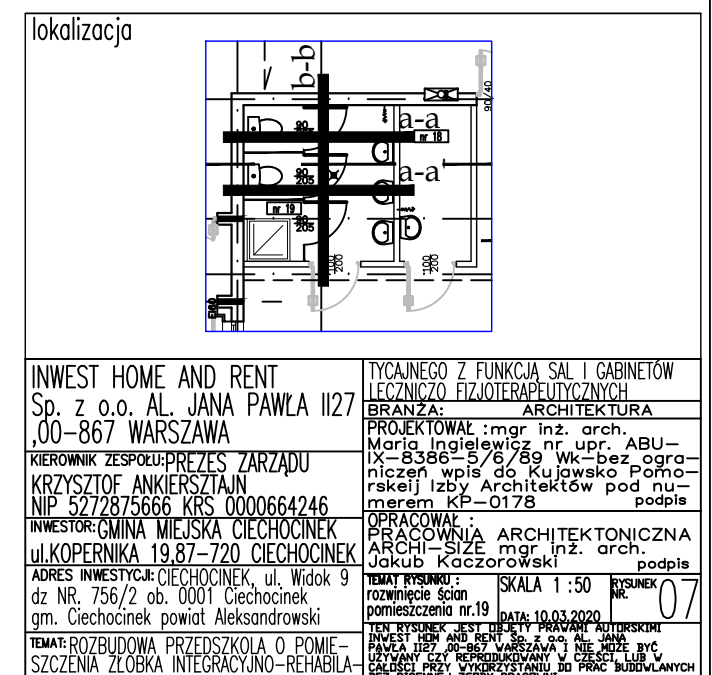 lokalizacja
b-b
90/40
a-a
nr 18
90
205
a-a
90
205
nr 19
90
205
100
200
100
200
INWEST HOME AND RENT
Sp. z o.o. AL. JANA PAWŁA II27
,00-867 WARSZAWA
KIEROWNIK ZESPOŁU:PREZES ZARZĄDU
KRZYSZTOF ANKIERSZTAJN
NIP 5272875666 KRS 0000664246
INWESTOR:GMINA MIEJSKA CIECHOCINEK
ul.KOPERNIKA 19,87-720 CIECHOCINEK
ADRES INWESTYCJI: CIECHOCINEK, ul. Widok 9
dz NR. 756/2 ob. 0001 Ciechocinek
gm. Ciechocinek powiat Aleksandrowski
TEMAT: ROZBUDOWA PRZEDSZKOLA O POMIE-
SZCZENIA ŻŁOBKA INTEGRACYJNO-REHABILA-
TYCAJNEGO Z FUNKCJĄ SAL I GABINETÓW
LECZNICZO FIZJOTERAPEUTYCZNYCH
BRANŻA: ARCHITEKTURA
PROJEKTOWAŁ :mgr inż. arch.
Maria Ingielewicz nr upr. ABU-
IX-8386-5/6/89 Wk-bez ogra-
niczeń wpis do Kujawsko Pomo-
rskeij Izby Architektów pod nu-
merem KP-0178 podpis
OPRACOWAŁ :
PRACOWNIA ARCHITEKTONICZNA
ARCHI-SIZE mgr inż. arch.
Jakub Kaczorowski podpis
TEMAT RYSUNKU :
rozwinięcie ścian
pomieszczenia nr.19
SKALA 1 :50
DATA: 10.03.2020
RYSUNEK
NR. 07
TEN RYSUNEK JEST OBJĘTY PRAWAMI AUTORSKIMI
INWEST HOM AND RENT Sp. z o.o. AL. JANA
PAWŁA II27 ,00-867 WARSZAWA I NIE MOŻE BYĆ
UŻYWANY CZY REPRODUKOWANY W CZĘŚCI, LUB W
CAŁOŚCI PRZY WYKORZYSTANIU DO PRAC BUDOWLANYCH